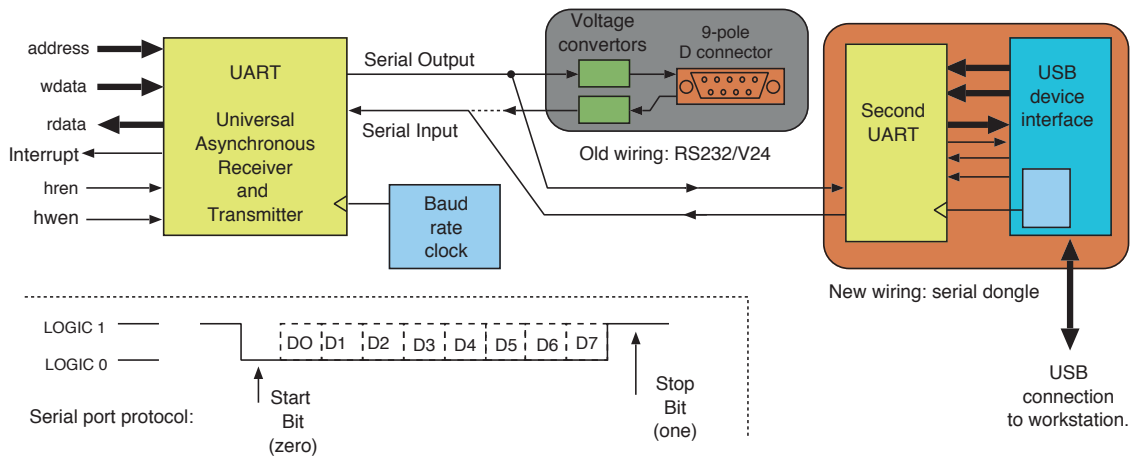 address
wdata
rdata
Interrupt
hren
hwen
UART
Universal
Asynchronous
Receiver
and
Transmitter
Serial Output
Serial Input
Baud
rate
clock
Voltage
convertors
9-pole
D connector
Old wiring: RS232/V24
Second
UART
USB
device
interface
New wiring: serial dongle
USB
connection
to workstation.
LOGIC 1
LOGIC 0
DO D1 D2 D3 D4 D5 D6 D7
Start
Bit
(zero)
Stop
Bit
(one)
Serial port protocol: